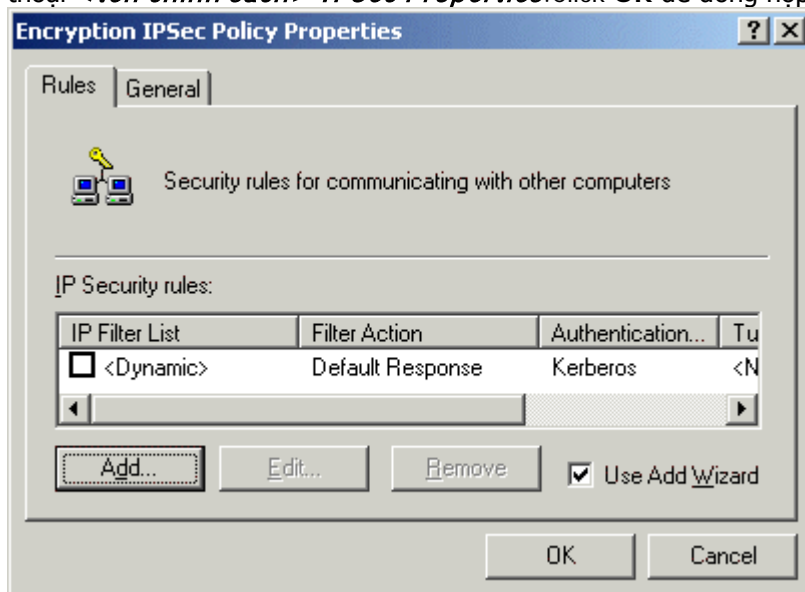 Encryption IPSec Policy Properties
Rules
General
Security rules for communicating with other computers
IP Security rules:
IP Filter List Filter Action Authentication... Tu
<Dynamic> Default Response Kerberos <N
Add... Edit... Remove Use Add Wizard
OK Cancel